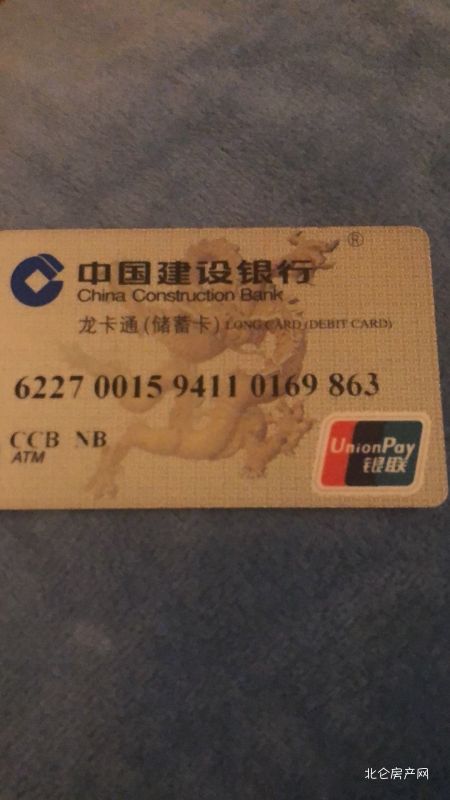 ®
中国建设银行
China Construction Bank
龙卡通(储蓄卡) LONG CARD (DEBIT CARD)
6227 0015 9411 0169 863
CCB NB
ATM
UnionPay
银联
北仑房产网